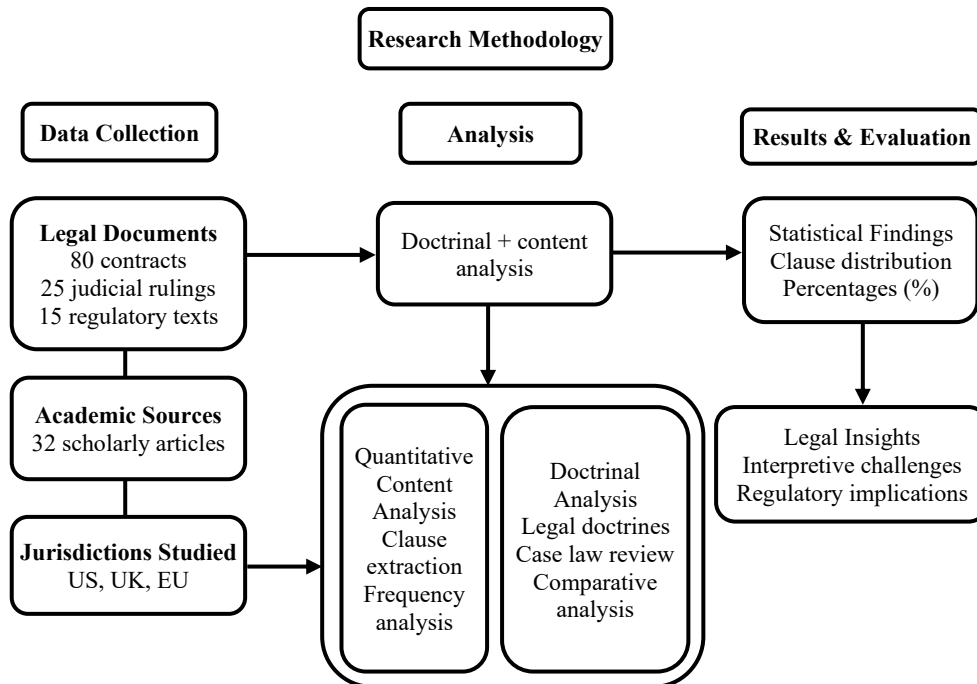 Research Methodology
Data Collection
Analysis
Results & Evaluation
Legal Documents
80 contracts
25 judicial rulings
15 regulatory texts
Doctrinal + content
analysis
Statistical Findings
Clause distribution
Percentages (%)
Academic Sources
32 scholarly articles
Jurisdictions Studied
US, UK, EU
Quantitative
Content
Analysis
Clause
extraction
Frequency
analysis
Doctrinal
Analysis
Legal doctrines
Case law review
Comparative
analysis
Legal Insights
Interpretive challenges
Regulatory implications